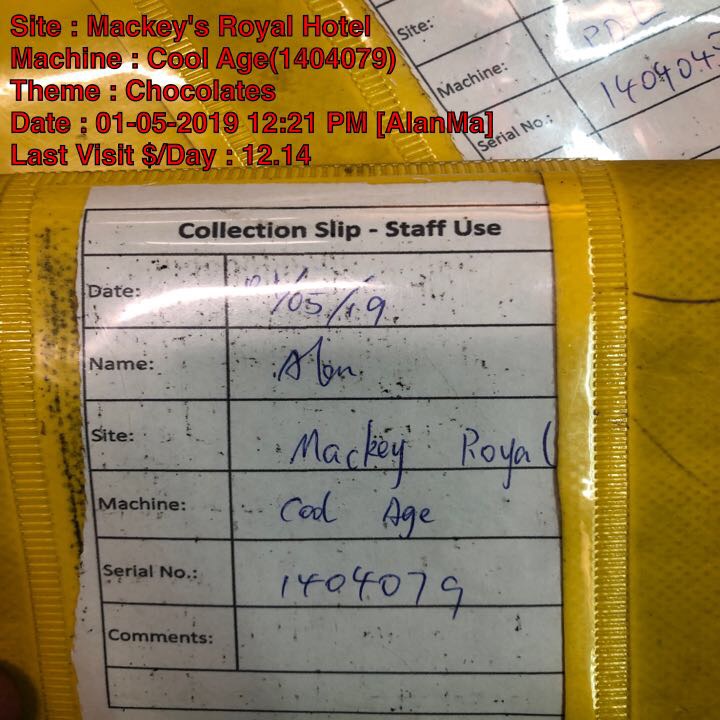 Site : Mackey's Royal Hotel
Machine : Cool Age(1404079)
Theme : Chocolates
Date : 01-05-2019 12:21 PM [AlanMa]
Last Visit $/Day : 12.14
Site:
Machine:
Serial No.: 
Collection Slip - Staff Use
Date: 01/05/19
Name: Alan
Site: Mackey Royal
Machine: Cool Age
Serial No.: 1404079
Comments: